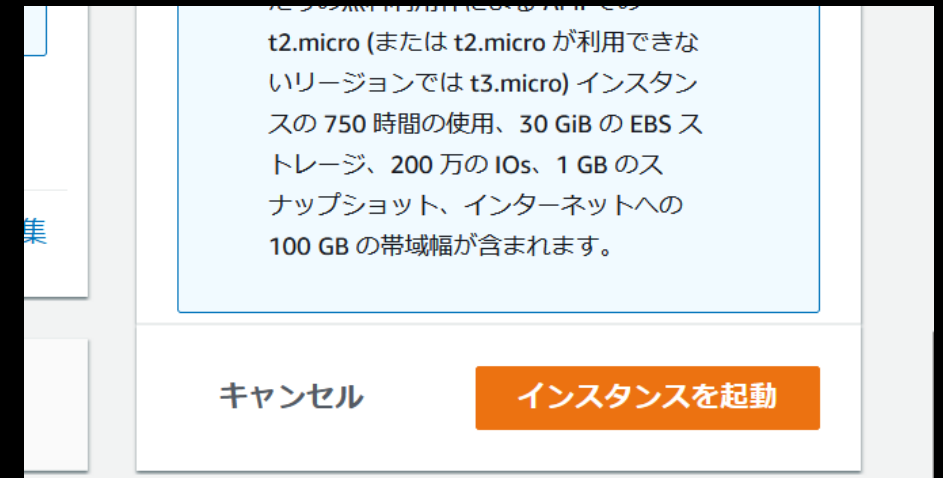 t2.micro (または t2.micro が利用できな
いリージョンでは t3.micro) インスタン
スの 750 時間の使用、30 GiB の EBS ス
トレージ、200 万の IOs、1 GB のス
ナップショット、インターネットへの
100 GB の帯域幅が含まれます。
集
キャンセル
インスタンスを起動